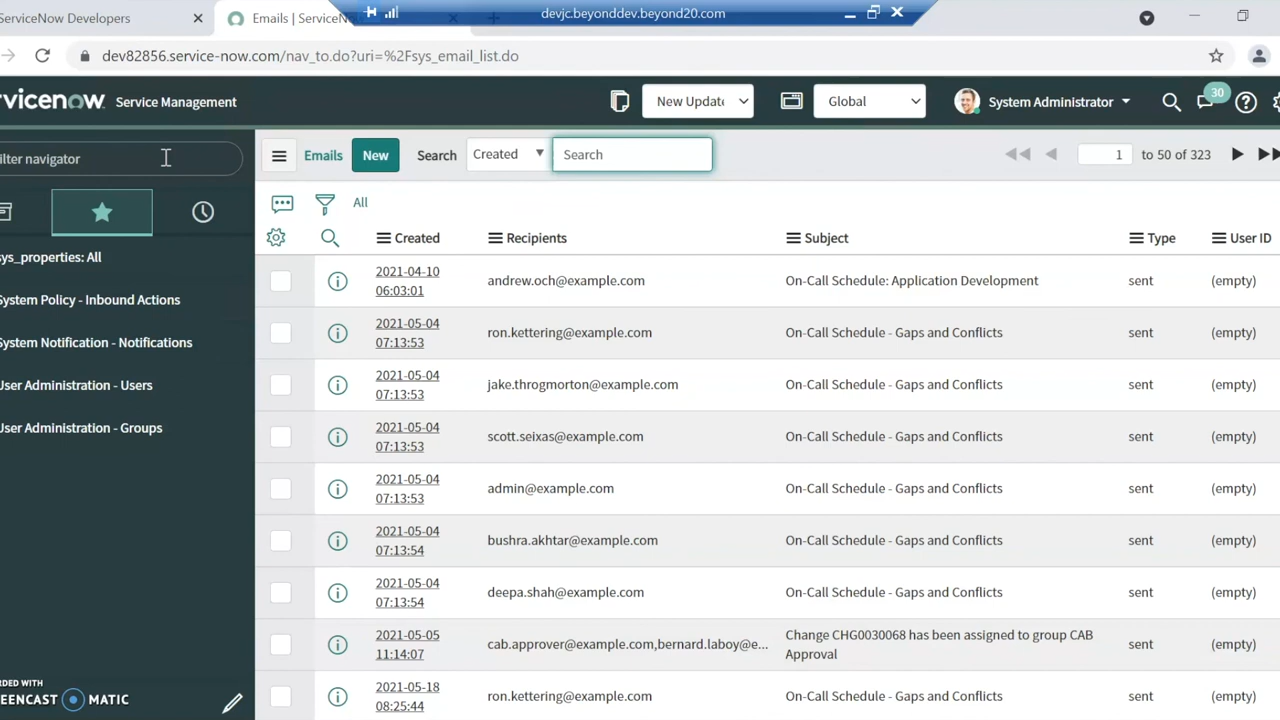 ServiceNow Developers
Emails | ServiceNo
devjc.beyonddev.beyond20.com
dev82856.service-now.com/nav_to.do?uri=%2Fsys_email_list.do
rvicenow Service Management
New Updat
Global
System Administrator
30
ilter navigator
Emails
New
Search
Created
Search
1 to 50 of 323
All
sys_properties: All
System Policy - Inbound Actions
System Notification - Notifications
User Administration - Users
User Administration - Groups
Created Recipients Subject Type User ID
2021-04-10
06:03:01
andrew.och@example.com On-Call Schedule: Application Development sent (empty)
2021-05-04
07:13:53
ron.kettering@example.com On-Call Schedule - Gaps and Conflicts sent (empty)
2021-05-04
07:13:53
jake.throgmorton@example.com On-Call Schedule - Gaps and Conflicts sent (empty)
2021-05-04
07:13:53
scott.seixas@example.com On-Call Schedule - Gaps and Conflicts sent (empty)
2021-05-04
07:13:53
admin@example.com On-Call Schedule - Gaps and Conflicts sent (empty)
2021-05-04
07:13:54
bushra.akhtar@example.com On-Call Schedule - Gaps and Conflicts sent (empty)
2021-05-04
07:13:54
deepa.shah@example.com On-Call Schedule - Gaps and Conflicts sent (empty)
2021-05-05
11:14:07
cab.approver@example.com,bernard.laboy@e... Change CHG0030068 has been assigned to group CAB
Approval
sent (empty)
2021-05-18
08:25:44
ron.kettering@example.com On-Call Schedule - Gaps and Conflicts sent (empty)
RDED WITH
EENCAST MATIC